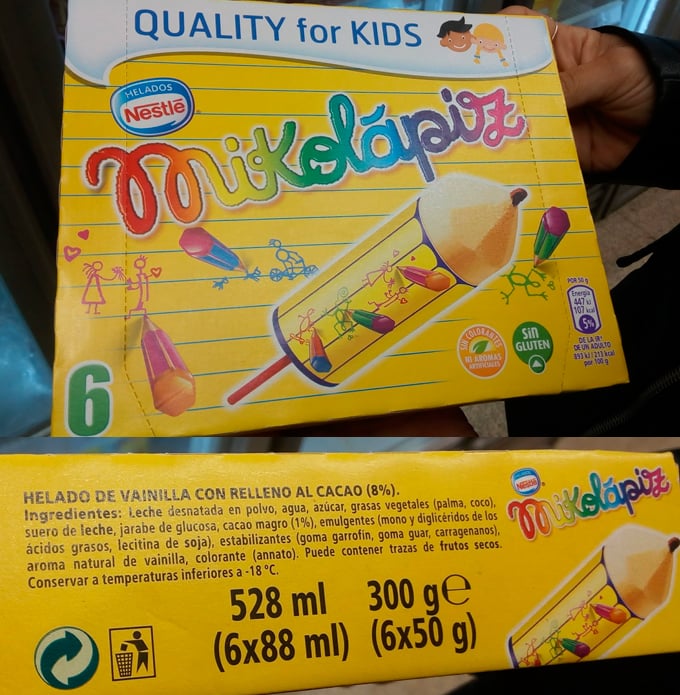 QUALITY for KIDS
HELADOS
Nestlé
Mikolápiz
6
SIN COLORANTES
NI AROMAS
ARTIFICIALES
Sin
GLUTEN
POR 50 g
Energía
447 kJ
107 kcal
5%
DE LA IR*
DE UN ADULTO
893 kJ / 213 kcal
por 100 g
HELADO DE VAINILLA CON RELLENO AL CACAO (8%).
Ingredientes: Leche desnatada en polvo, agua, azúcar, grasas vegetales (palma, coco),
suero de leche, jarabe de glucosa, cacao magro (1%), emulgentes (mono y diglicéridos de los
ácidos grasos, lecitina de soja), estabilizantes (goma garrofín, goma guar, carragenanos),
aroma natural de vainilla, colorante (annato). Puede contener trazas de frutos secos.
Conservar a temperaturas inferiores a -18 °C.
528 ml 300 g e
(6x88 ml) (6x50 g)
Nestlé
Mikolápiz